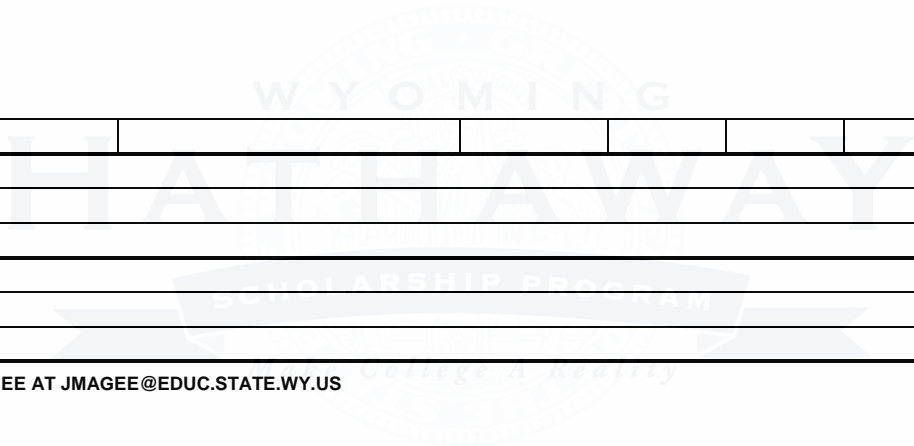 WYOMING
HATHAWAY
SCHOLARSHIP PROGRAM
Make College A Reality
EE AT JMAGEE@EDUC.STATE.WY.US